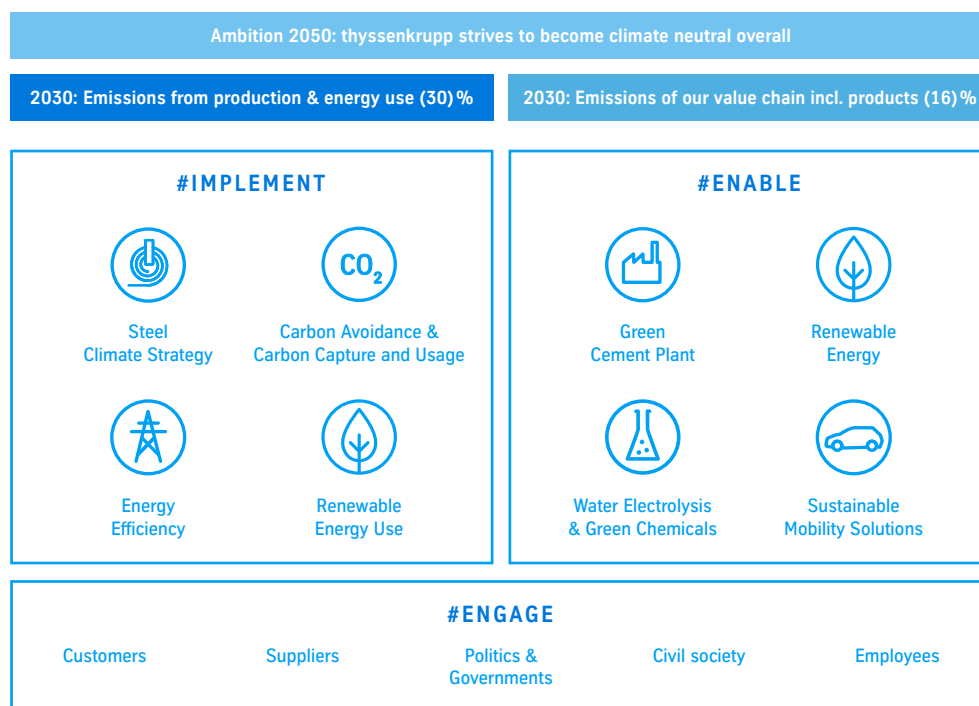 Ambition 2050: thyssenkrupp strives to become climate neutral overall
2030: Emissions from production & energy use (30)%
2030: Emissions of our value chain incl. products (16)%
#IMPLEMENT
CO2
Steel
Climate Strategy
Carbon Avoidance &
Carbon Capture and Usage
Energy
Efficiency
Renewable
Energy Use
#ENABLE
Green
Cement Plant
Renewable
Energy
Water Electrolysis
& Green Chemicals
Sustainable
Mobility Solutions
#ENGAGE
Customers
Suppliers
Politics &
Governments
Civil society
Employees